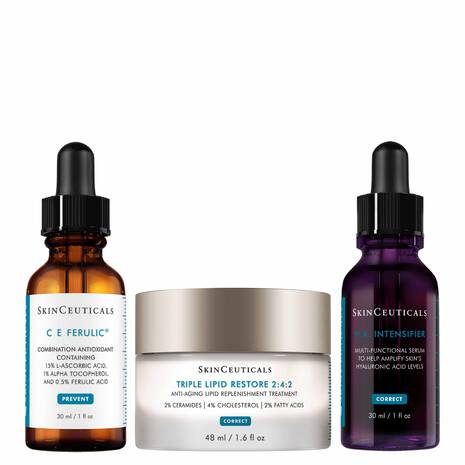 SKINCEUTICALS
C E FERULIC®
COMBINATION ANTIOXIDANT
CONTAINING
15% L-ASCORBIC ACID,
1% ALPHA TOCOPHEROL,
AND 0.5% FERULIC ACID
PREVENT
30 ml / 1 fl oz
SKINCEUTICALS
TRIPLE LIPID RESTORE 2:4:2
ANTI-AGING LIPID REPLENISHMENT TREATMENT
2% CERAMIDES | 4% CHOLESTEROL | 2% FATTY ACIDS
CORRECT
48 ml / 1.6 fl oz
SKINCEUTICALS
H.A. INTENSIFIER
MULTI-FUNCTIONAL SERUM
TO HELP AMPLIFY SKIN'S
HYALURONIC ACID LEVELS
CORRECT
30 ml / 1 fl oz